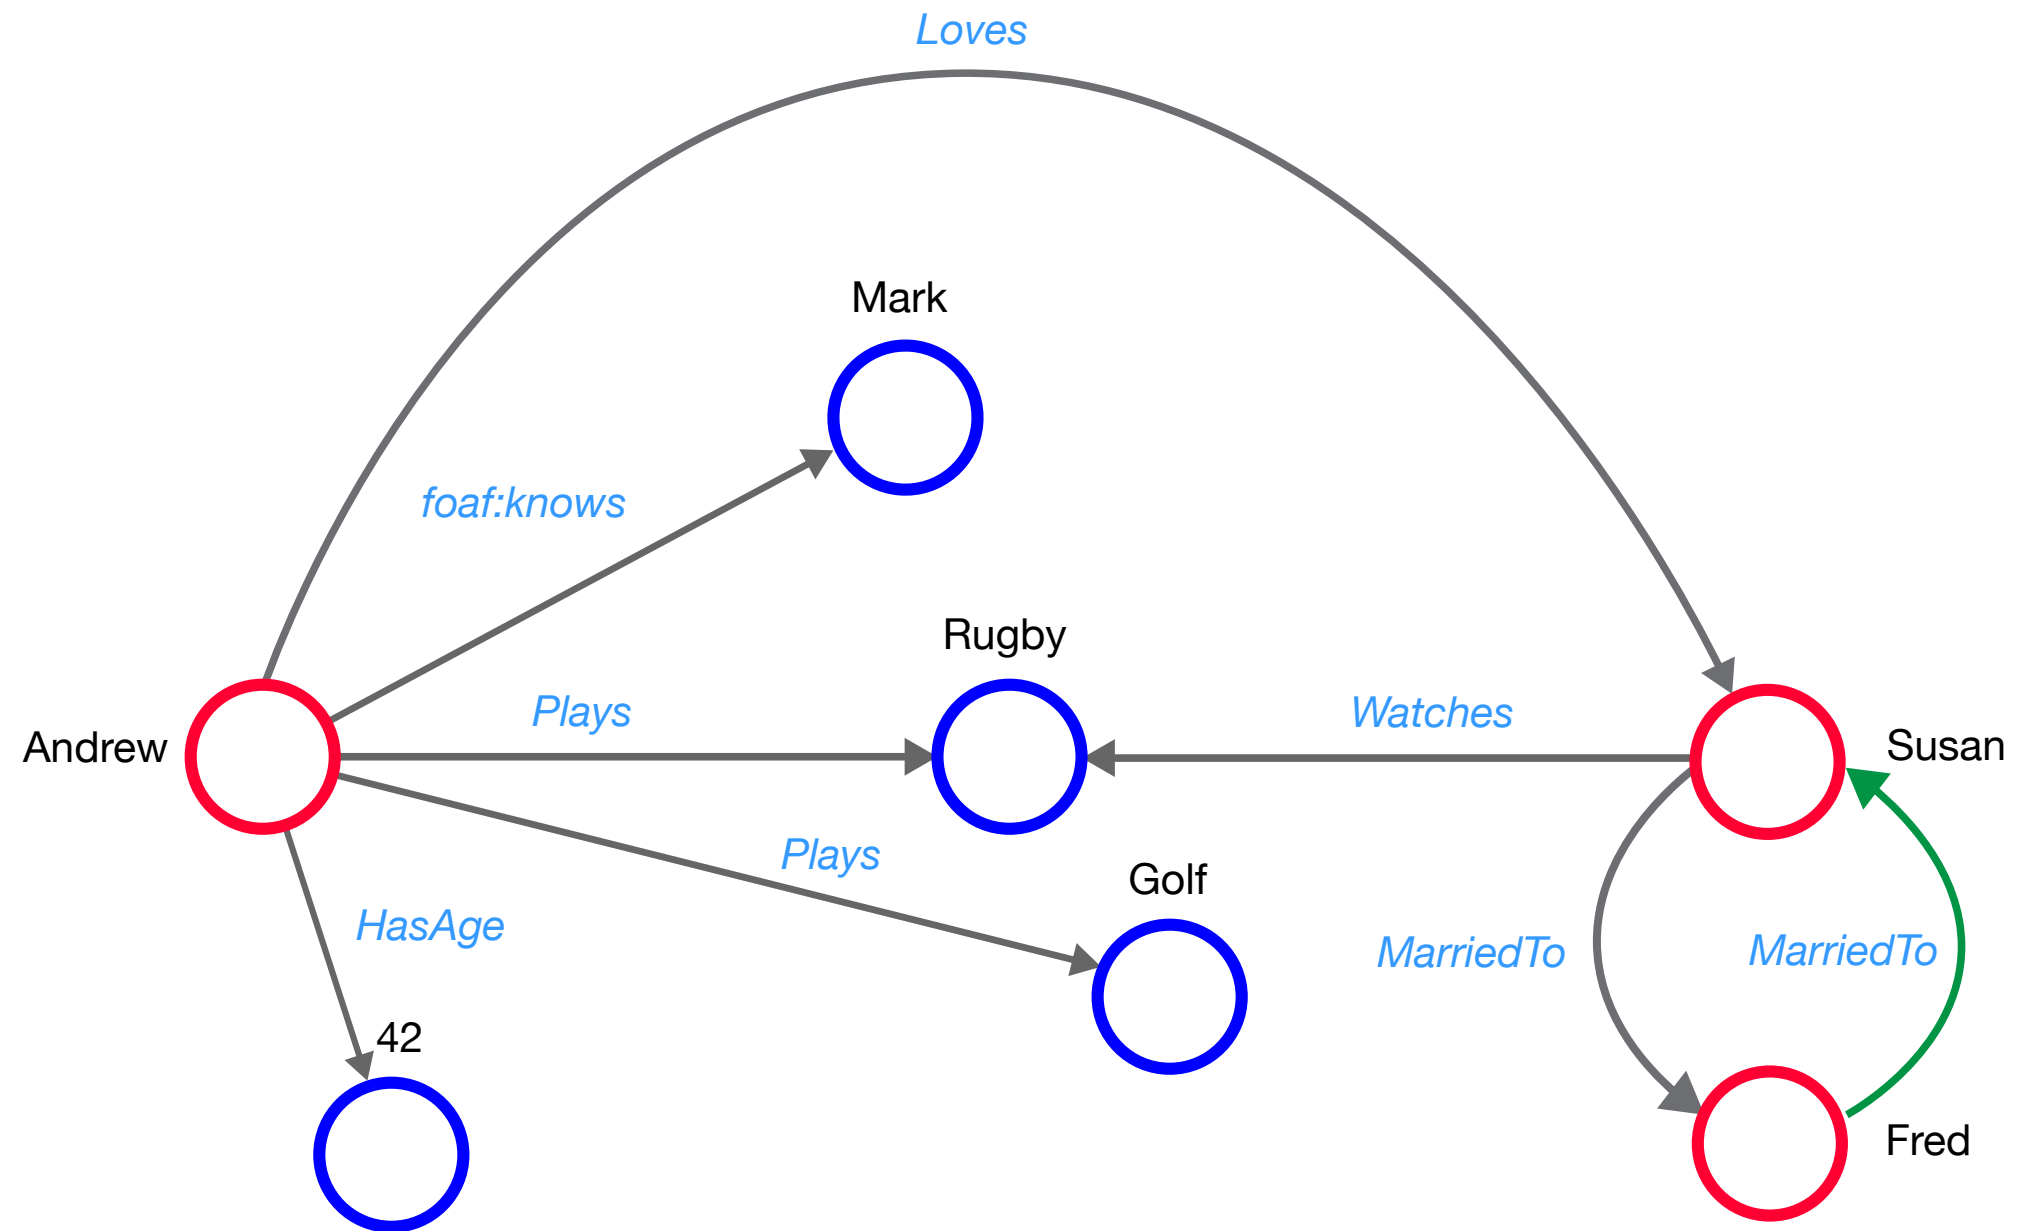 Loves
Mark
foaf:knows
Rugby
Plays
Watches
Andrew
Susan
Plays
Golf
HasAge
MarriedTo
MarriedTo
42
Fred